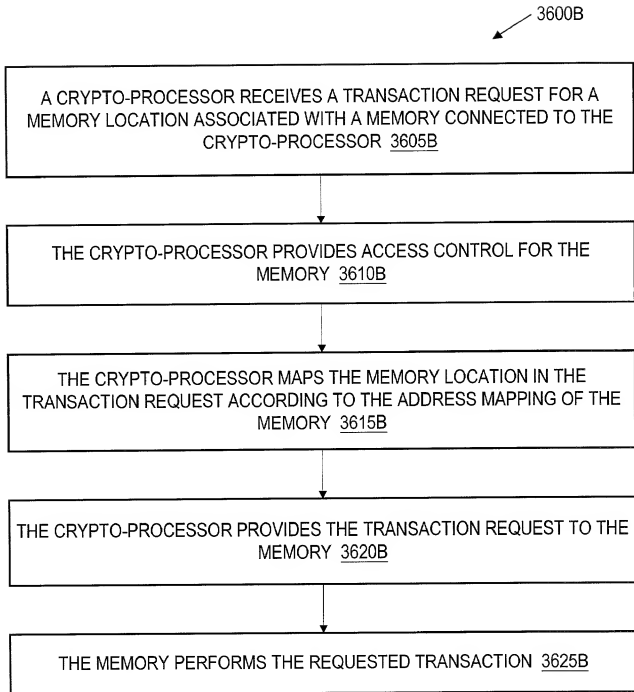 3600B
A CRYPTO-PROCESSOR RECEIVES A TRANSACTION REQUEST FOR A
MEMORY LOCATION ASSOCIATED WITH A MEMORY CONNECTED TO THE
CRYPTO-PROCESSOR 3605B
THE CRYPTO-PROCESSOR PROVIDES ACCESS CONTROL FOR THE
MEMORY 3610B
THE CRYPTO-PROCESSOR MAPS THE MEMORY LOCATION IN THE
TRANSACTION REQUEST ACCORDING TO THE ADDRESS MAPPING OF THE
MEMORY 3615B
THE CRYPTO-PROCESSOR PROVIDES THE TRANSACTION REQUEST TO THE
MEMORY 3620B
THE MEMORY PERFORMS THE REQUESTED TRANSACTION 3625B